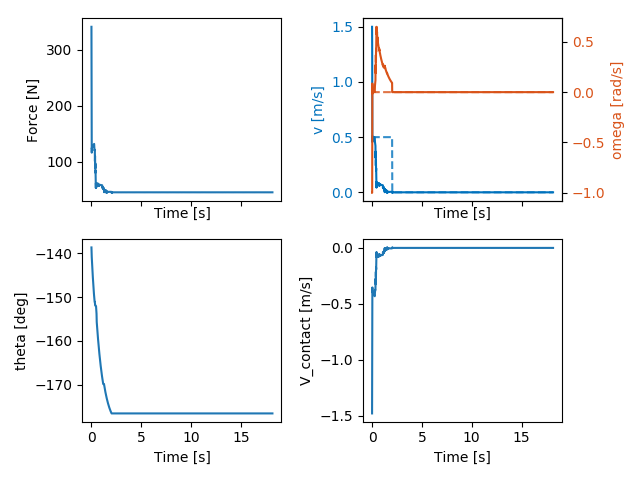 300
200
100
Force [N]
Time [s]
1.5
1.0
0.5
0.0
v [m/s]
0.5
0.0
−0.5
−1.0
omega [rad/s]
Time [s]
−140
−150
−160
−170
theta [deg]
0 5 10 15
Time [s]
0.0
−0.5
−1.0
−1.5
V_contact [m/s]
0 5 10 15
Time [s]